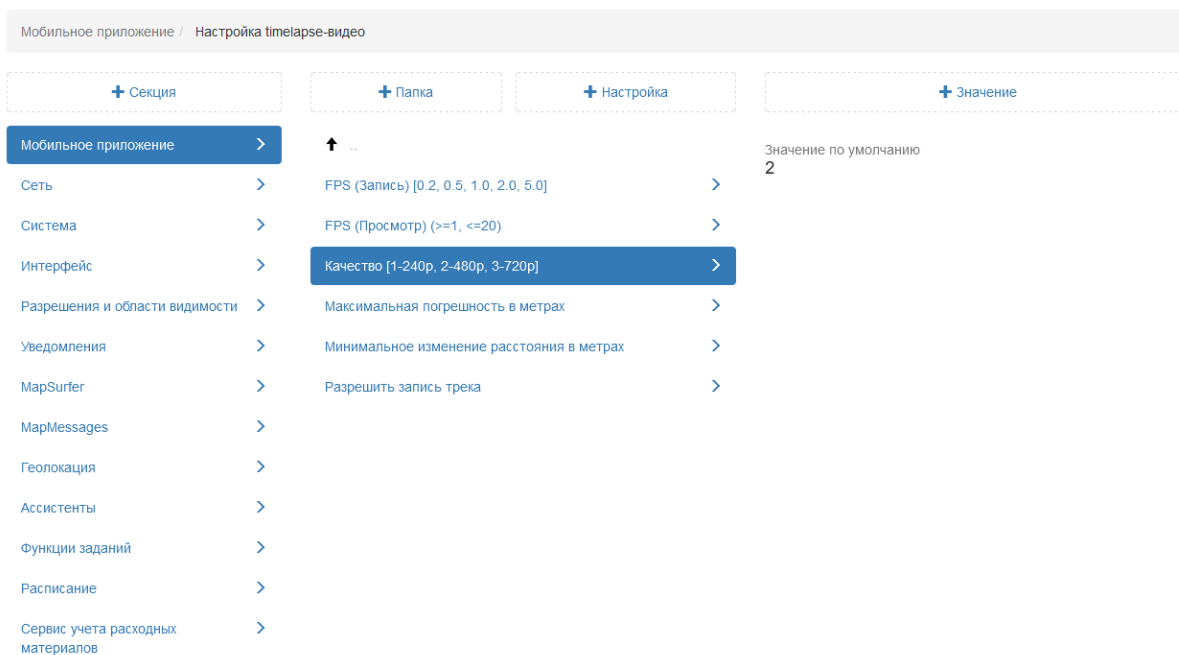 Мобильное приложение / Настройка timelapse-видео
+ Секция
+ Папка
+ Настройка
+ Значение
Мобильное приложение
Сеть
Система
Интерфейс
Разрешения и области видимости
Уведомления
MapSurfer
MapMessages
Геолокация
Ассистенты
Функции заданий
Расписание
Сервис учета расходных
материалов
..
FPS (Запись) [0.2, 0.5, 1.0, 2.0, 5.0]
FPS (Просмотр) (>=1, <=20)
Качество [1-240p, 2-480p, 3-720p]
Максимальная погрешность в метрах
Минимальное изменение расстояния в метрах
Разрешить запись трека
Значение по умолчанию
2